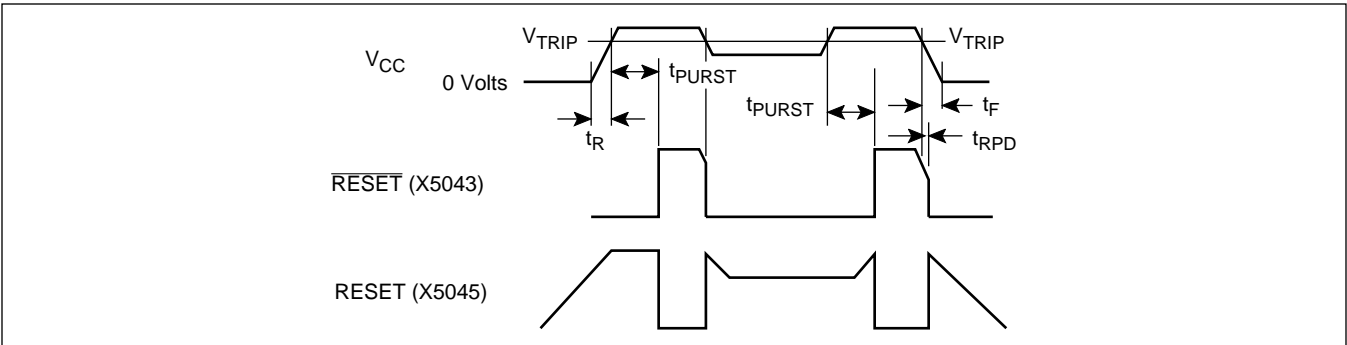 VTRIP
VTRIP
VCC
0 Volts
tPURST
tPURST
tF
tR
tRPD
RESET (X5043)
RESET (X5045)